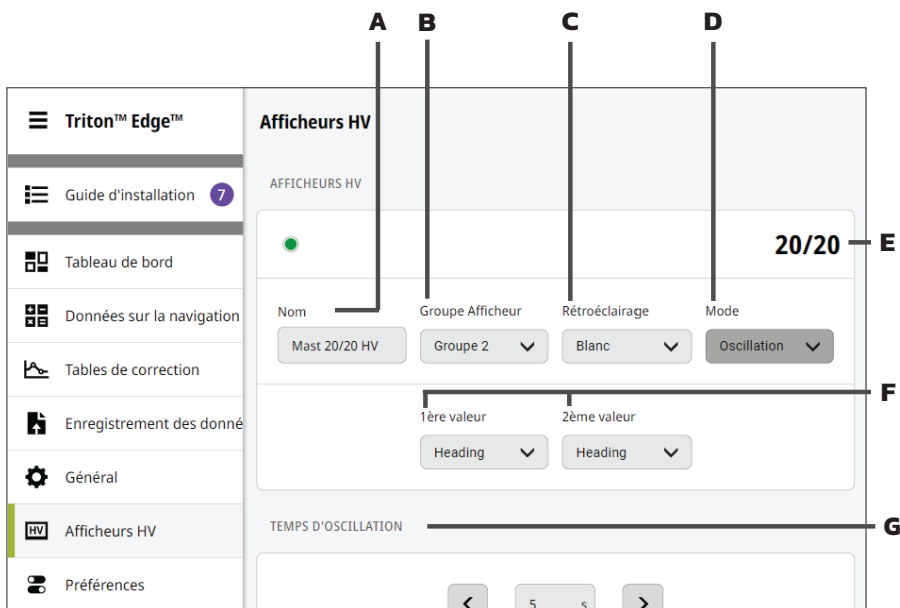 A B C D
Triton™ Edge™
Afficheurs HV
Guide d'installation 7
AFFICHEURS HV
20/20 E
Tableau de bord
Nom Groupe Afficheur Rétroéclairage Mode
Données sur la navigation
Mast 20/20 HV Groupe 2 Blanc Oscillation
Tables de correction
F
1ère valeur 2ème valeur
Enregistrement des donné
Heading Heading
Général
TEMPS D'OSCILLATION G
HV Afficheurs HV
Préférences
5 s